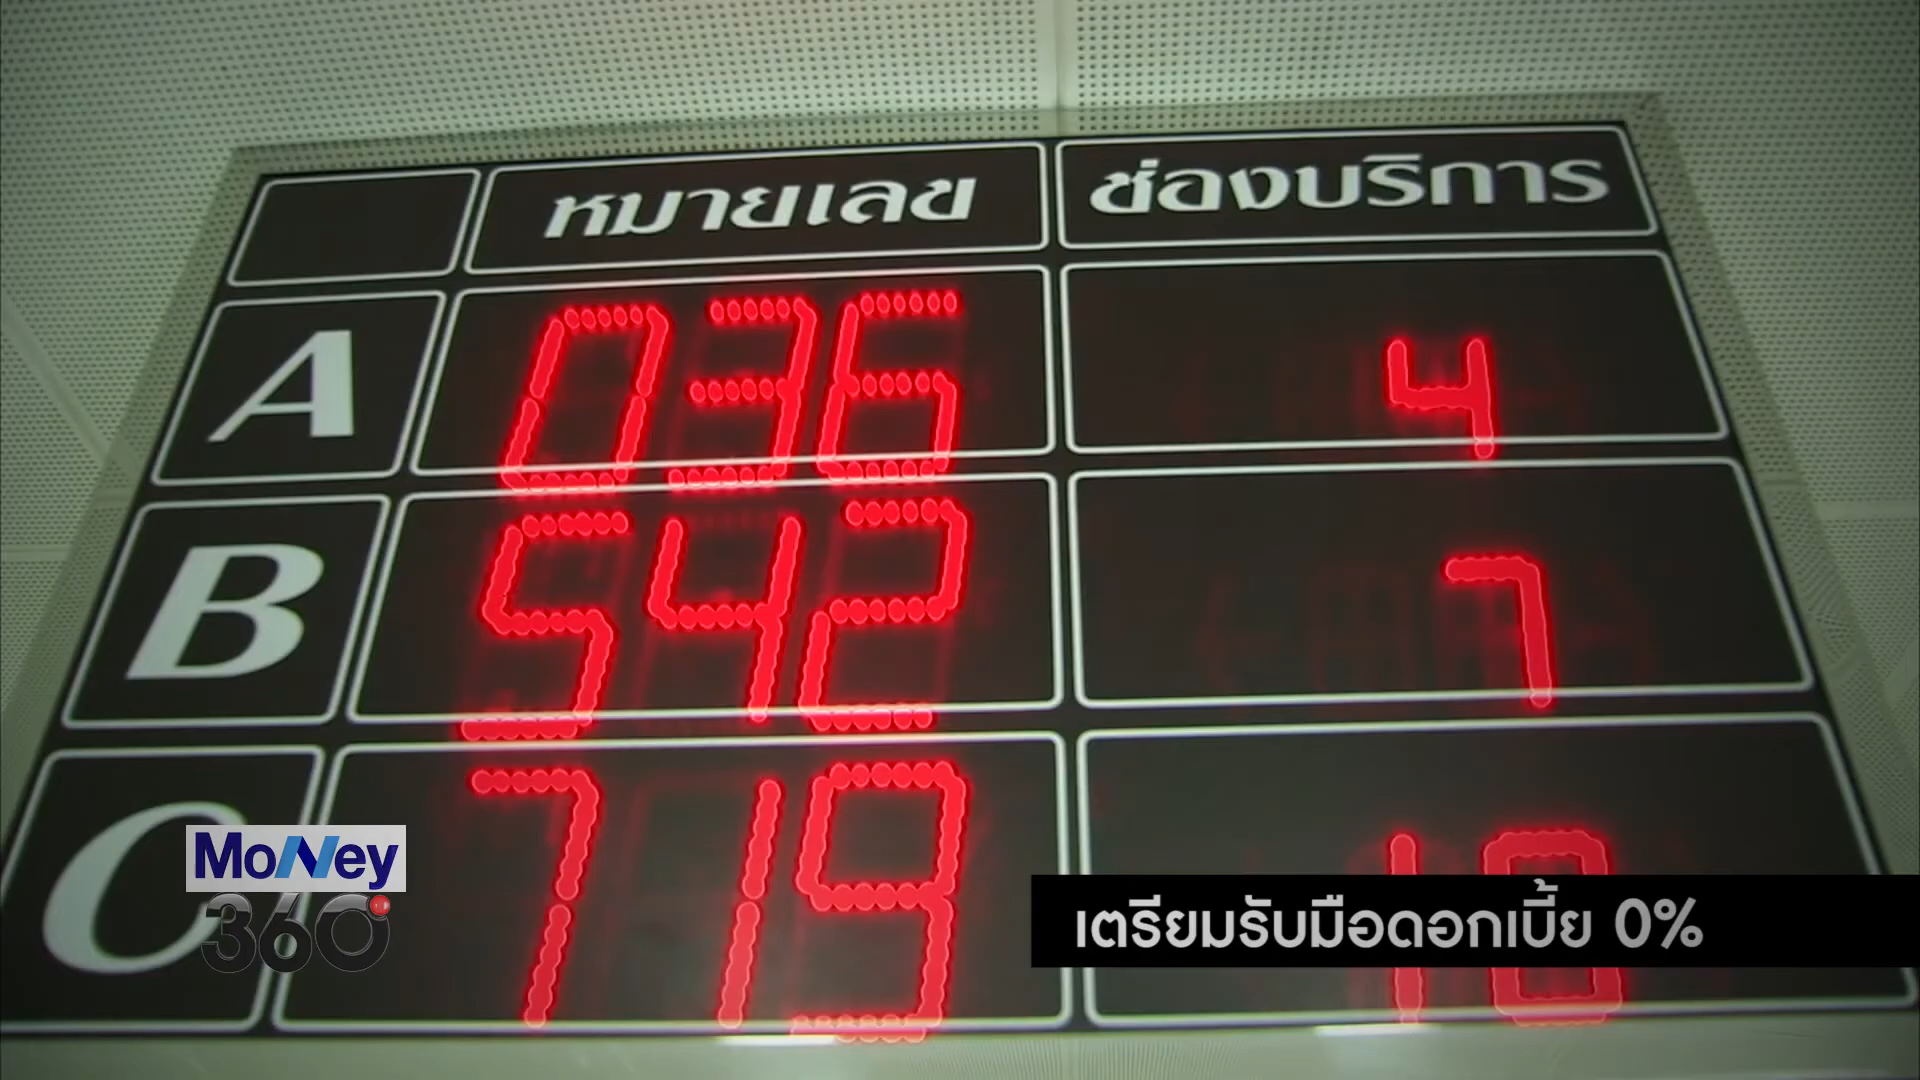 หมายเลข ช่องบริการ
A 036 4
B 542 7
C 719 10
MoNey
360°
เตรียมรับมือดอกเบี้ย 0%